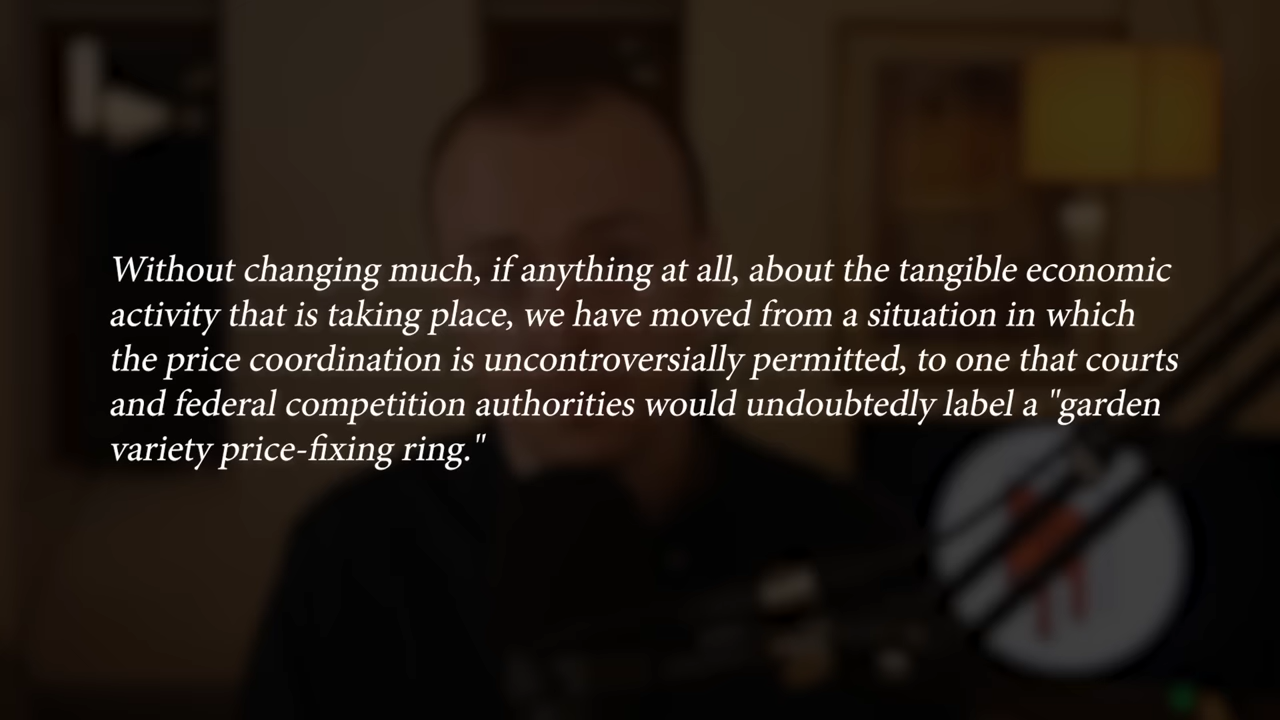 Without changing much, if anything at all, about the tangible economic
activity that is taking place, we have moved from a situation in which
the price coordination is uncontroversially permitted, to one that courts
and federal competition authorities would undoubtedly label a "garden
variety price-fixing ring."